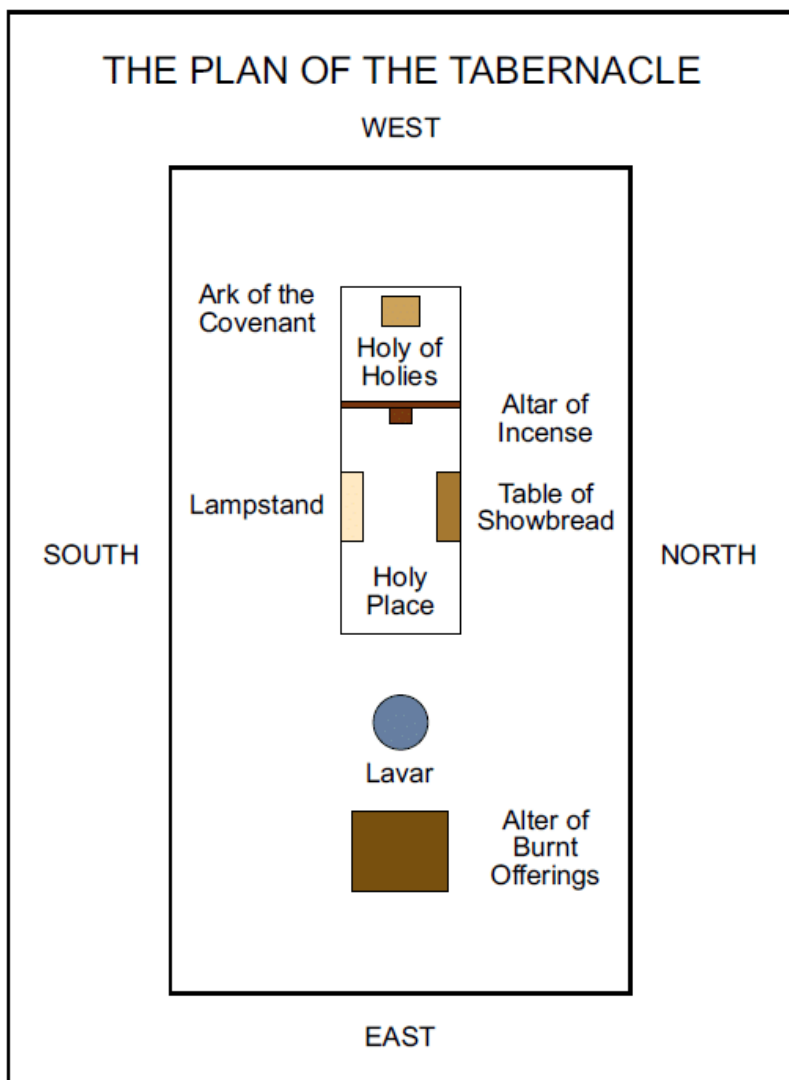 THE PLAN OF THE TABERNACLE
WEST
Ark of the
Covenant
Holy of
Holies
Altar of
Incense
Lampstand
Table of
Showbread
SOUTH
NORTH
Holy
Place
Lavar
Alter of
Burnt
Offerings
EAST